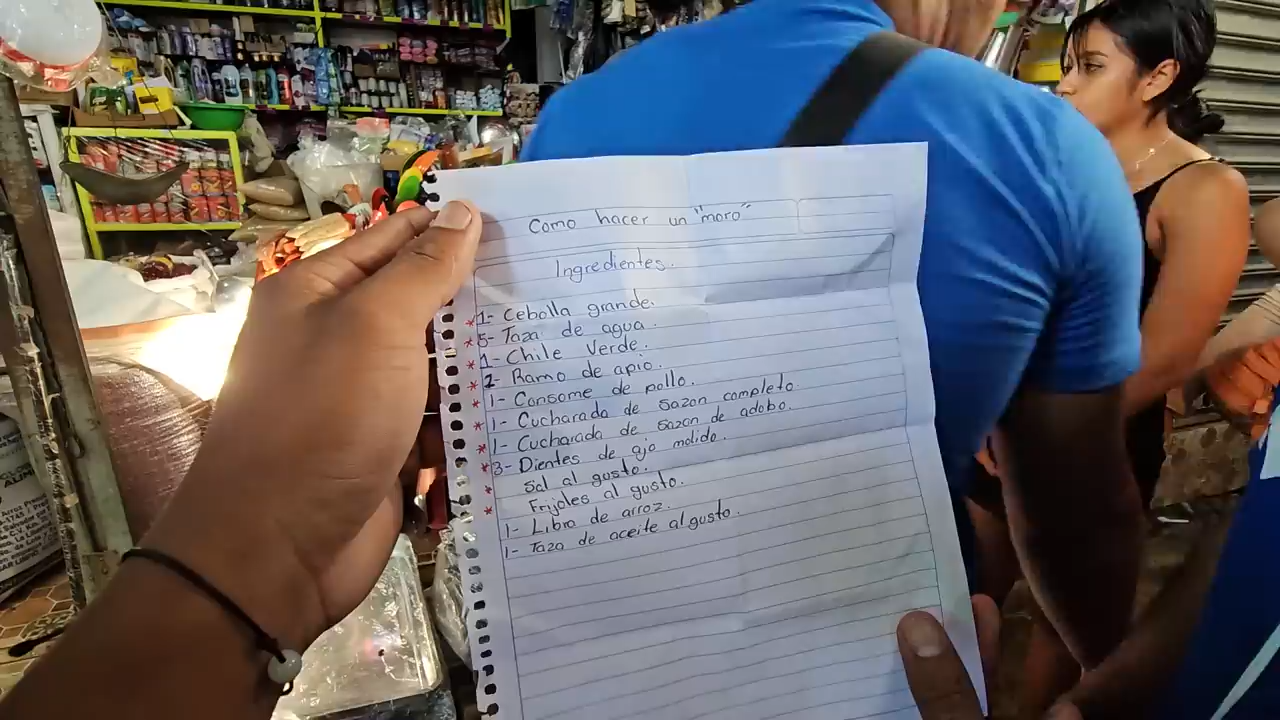 Como hacer un "moro"
Ingredientes.
* 1- Cebolla grande.
* 5- Taza de agua.
* 1- Chile Verde.
* 1- Ramo de apio.
* 1- Consome de pollo.
* 1- Cucharada de Sazon completo
* 1- Cucharada de Sazon de adobo.
* 3- Dientes de ajo molido.
* Sal al gusto.
* Frijoles al gusto.
1- Libra de arroz.
1- Taza de aceite al gusto.